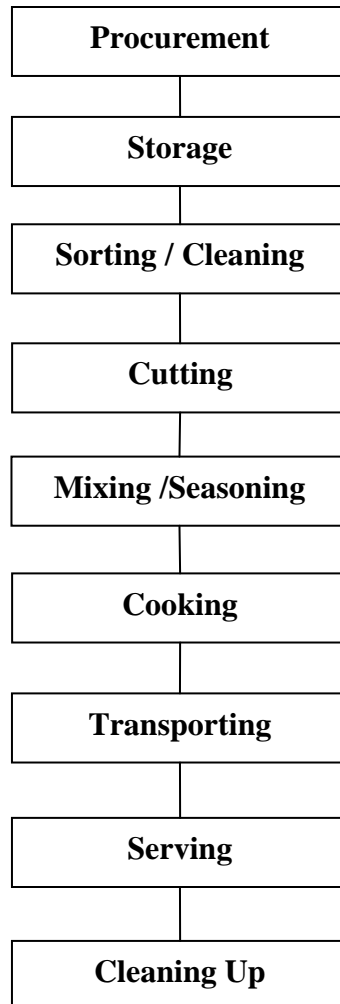 Procurement
Storage
Sorting / Cleaning
Cutting
Mixing /Seasoning
Cooking
Transporting
Serving
Cleaning Up